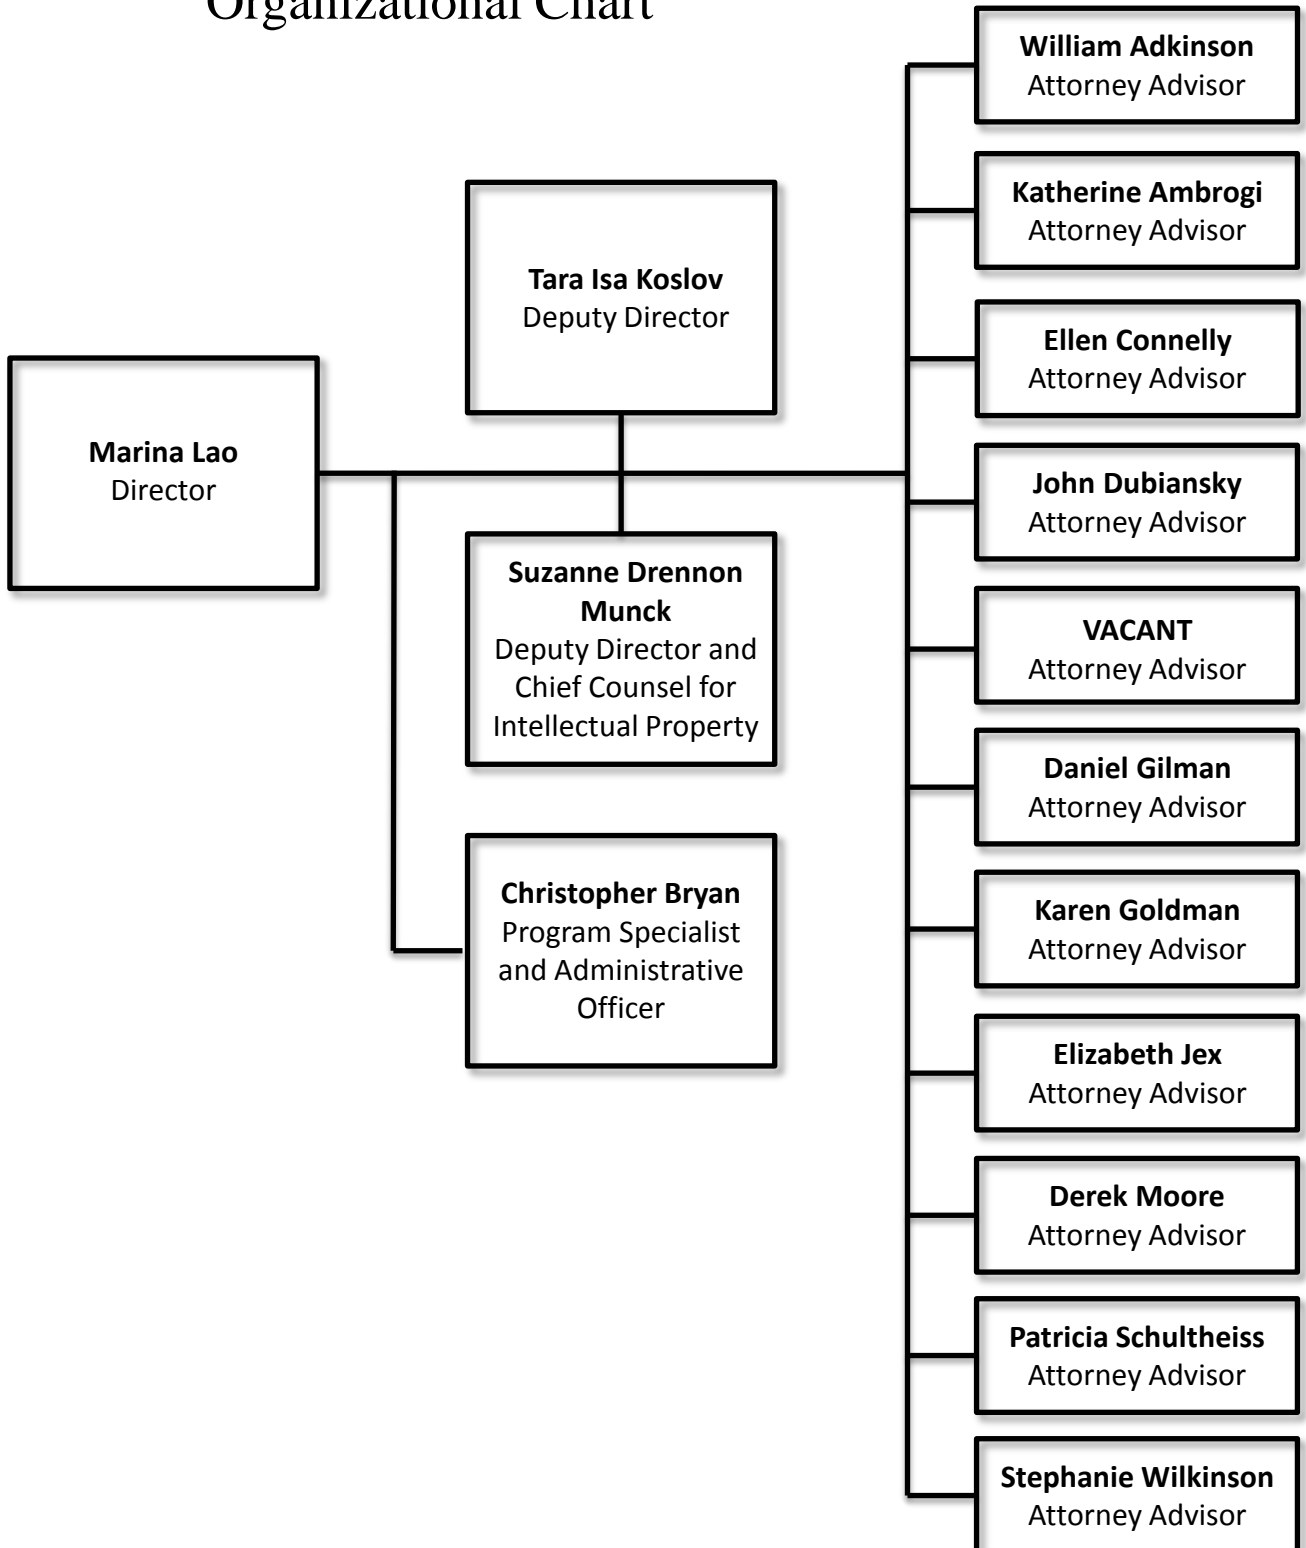 Organizational Chart
Marina Lao
Director
Tara Isa Koslov
Deputy Director
Suzanne Drennon
Munck
Deputy Director and
Chief Counsel for
Intellectual Property
Christopher Bryan
Program Specialist
and Administrative
Officer
William Adkinson
Attorney Advisor
Katherine Ambrogi
Attorney Advisor
Ellen Connelly
Attorney Advisor
John Dubiansky
Attorney Advisor
VACANT
Attorney Advisor
Daniel Gilman
Attorney Advisor
Karen Goldman
Attorney Advisor
Elizabeth Jex
Attorney Advisor
Derek Moore
Attorney Advisor
Patricia Schultheiss
Attorney Advisor
Stephanie Wilkinson
Attorney Advisor